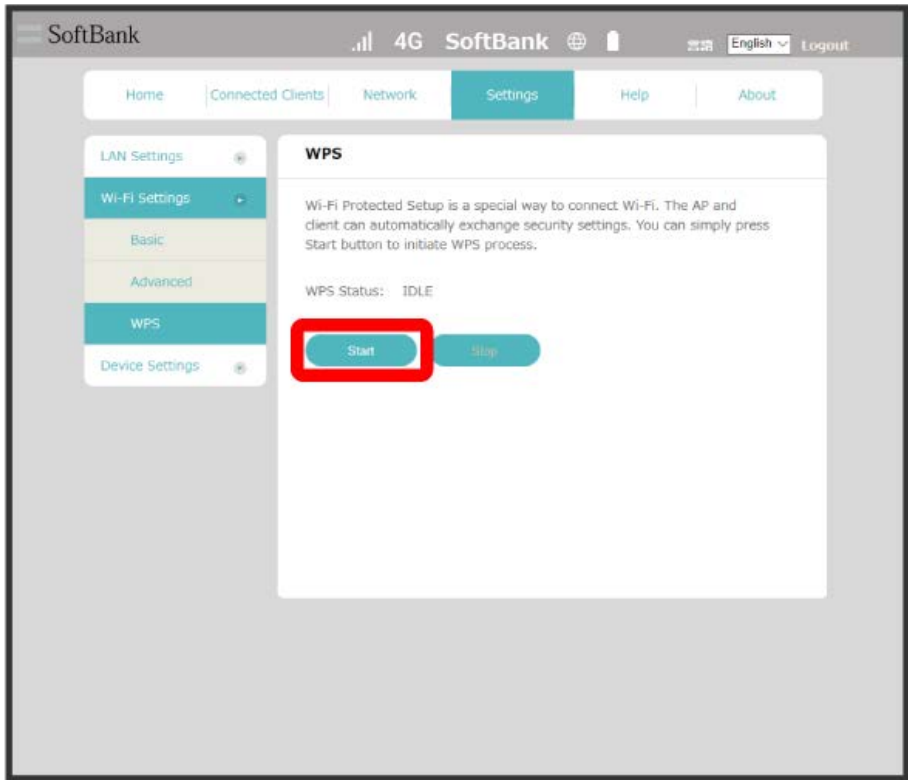 SoftBank
4G SoftBank
言語 English Logout
Home Connected Clients Network Settings Help About
LAN Settings
Wi-Fi Settings
Basic
Advanced
WPS
Device Settings
WPS
Wi-Fi Protected Setup is a special way to connect Wi-Fi. The AP and
client can automatically exchange security settings. You can simply press
Start button to initiate WPS process.
WPS Status: IDLE
Start Stop